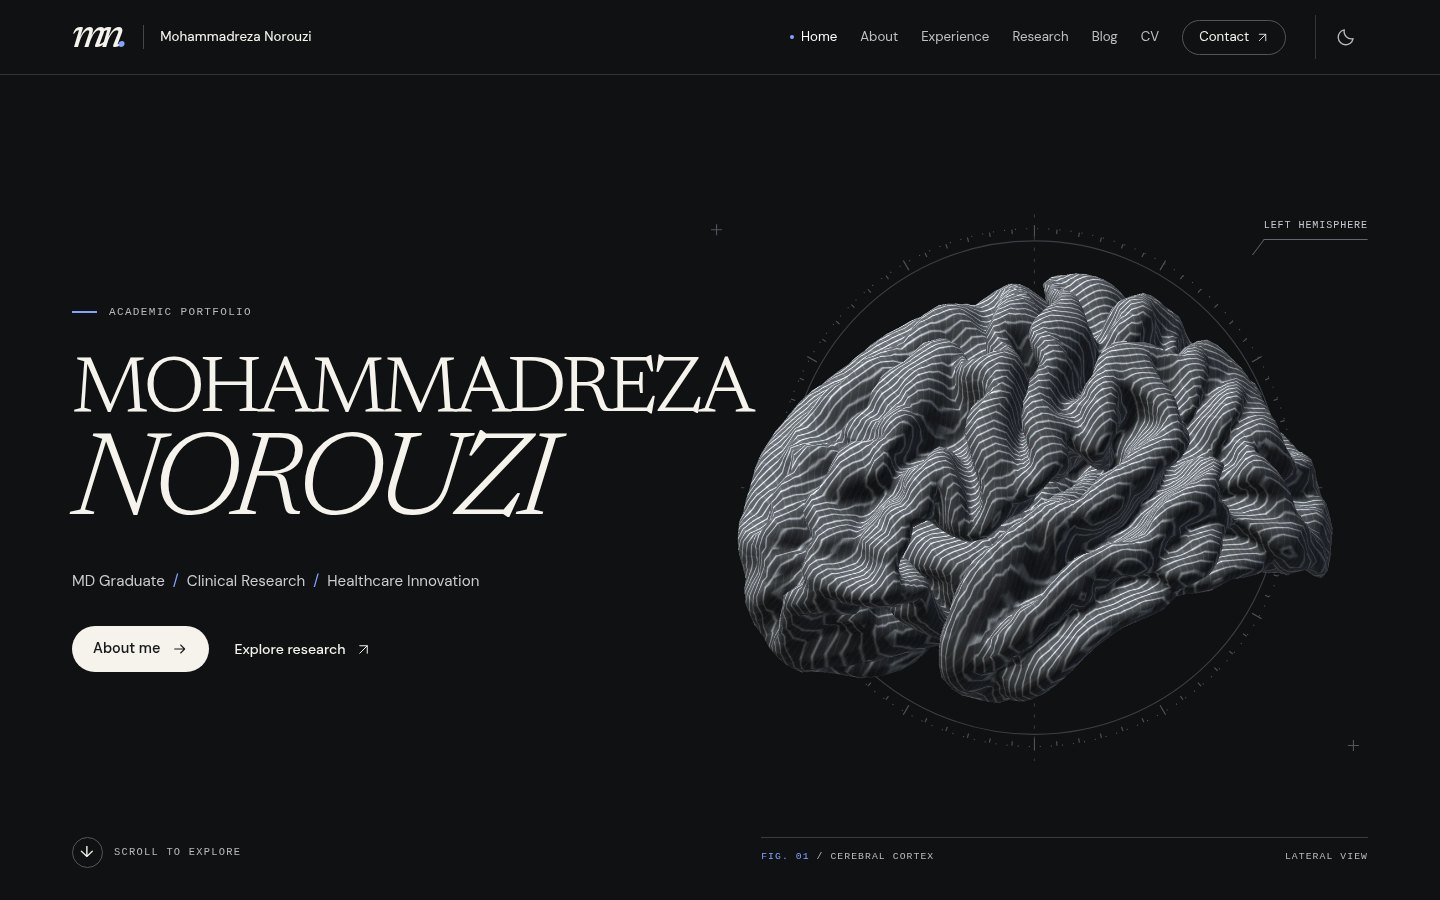 mn.
Mohammadreza Norouzi
Home
About
Experience
Research
Blog
CV
Contact
LEFT HEMISPHERE
ACADEMIC PORTFOLIO
MOHAMMADREZA
NOROUZI
MD Graduate / Clinical Research / Healthcare Innovation
About me
Explore research
SCROLL TO EXPLORE
FIG. 01 / CEREBRAL CORTEX
LATERAL VIEW